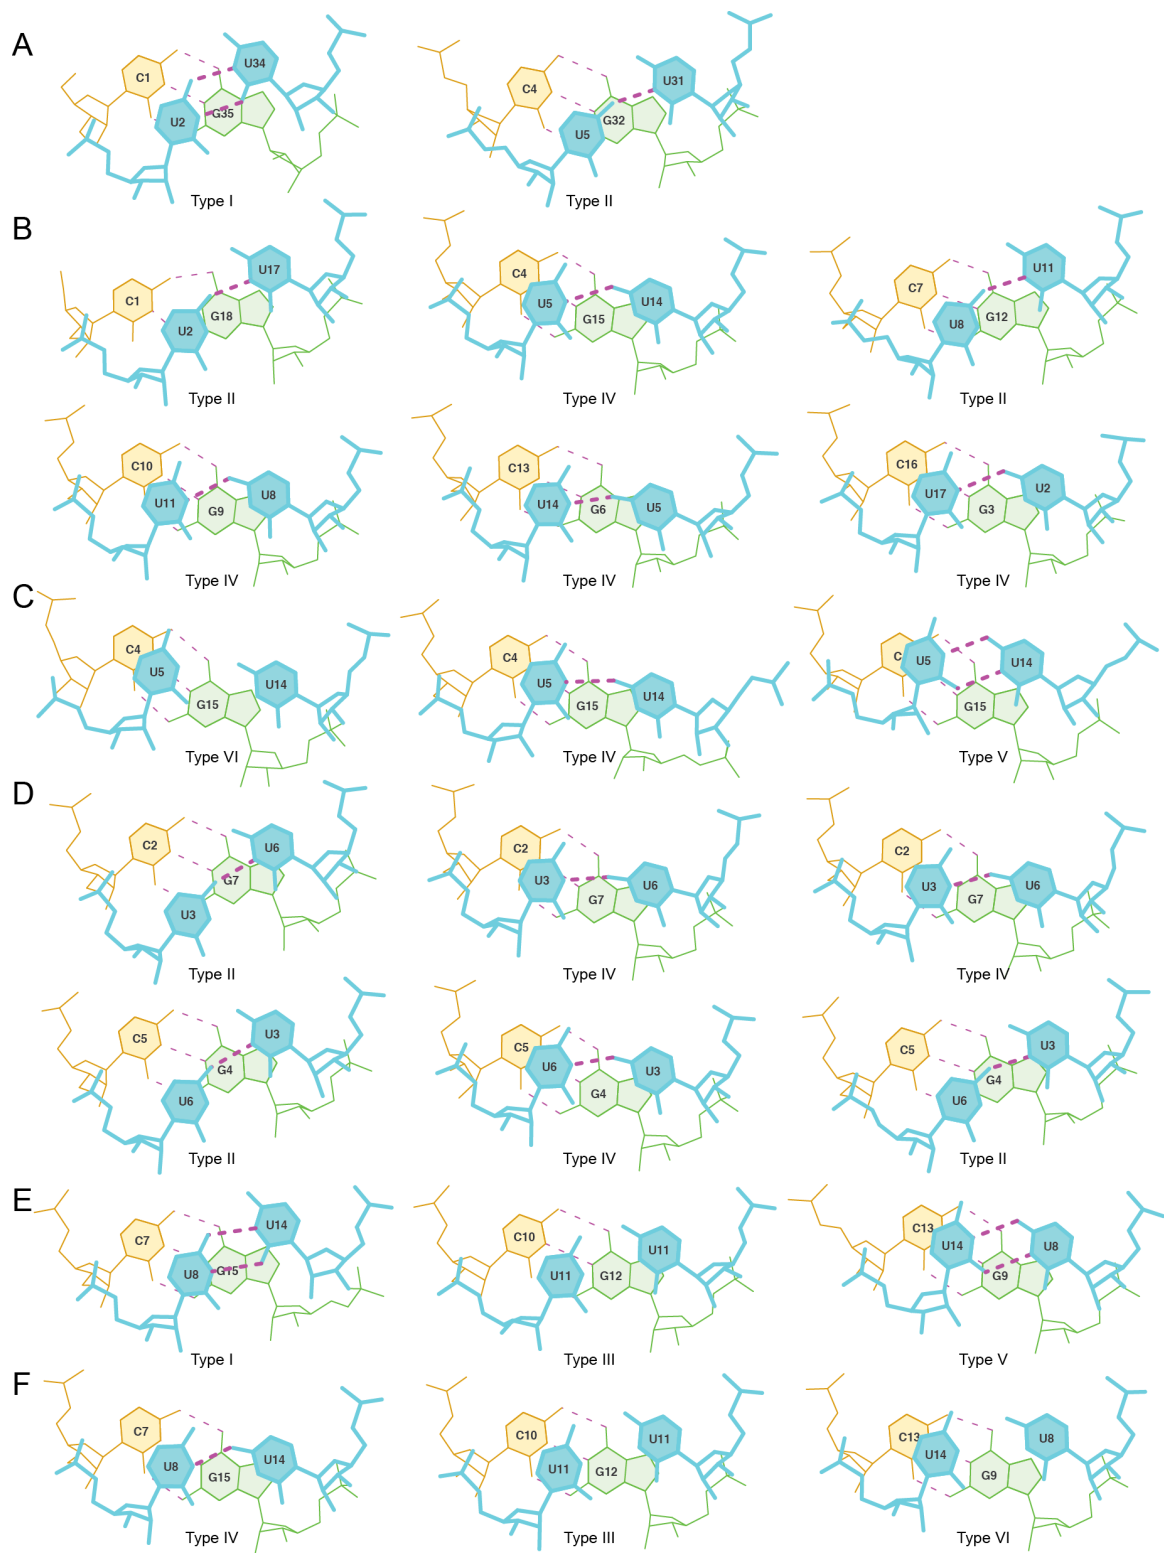 A
C1
U34
G35
U2
Type I
C4
U31
G32
U5
Type II
B
C1
U17
G18
U2
Type II
C4
U5
U14
G15
Type IV
C7
U11
G12
U8
Type II
C10
U11
U8
G9
Type IV
C13
U14
G6
U5
Type IV
C16
U17
U2
G3
Type IV
C
C4
U5
U14
G15
Type VI
C4
U5
U14
G15
Type IV
C
U5
U14
G15
Type V
D
C2
U6
G7
U3
Type II
C2
U3
U6
G7
Type IV
C2
U3
U6
G7
Type IV
C5
U3
G4
U6
Type II
C5
U6
U3
G4
Type IV
C5
U3
G4
U6
Type II
E
C7
U14
G15
U8
Type I
C10
U11
U11
G12
Type III
C13
U14
U8
G9
Type V
F
C7
U8
U14
G15
Type IV
C10
U11
U11
G12
Type III
C13
U14
U8
G9
Type VI